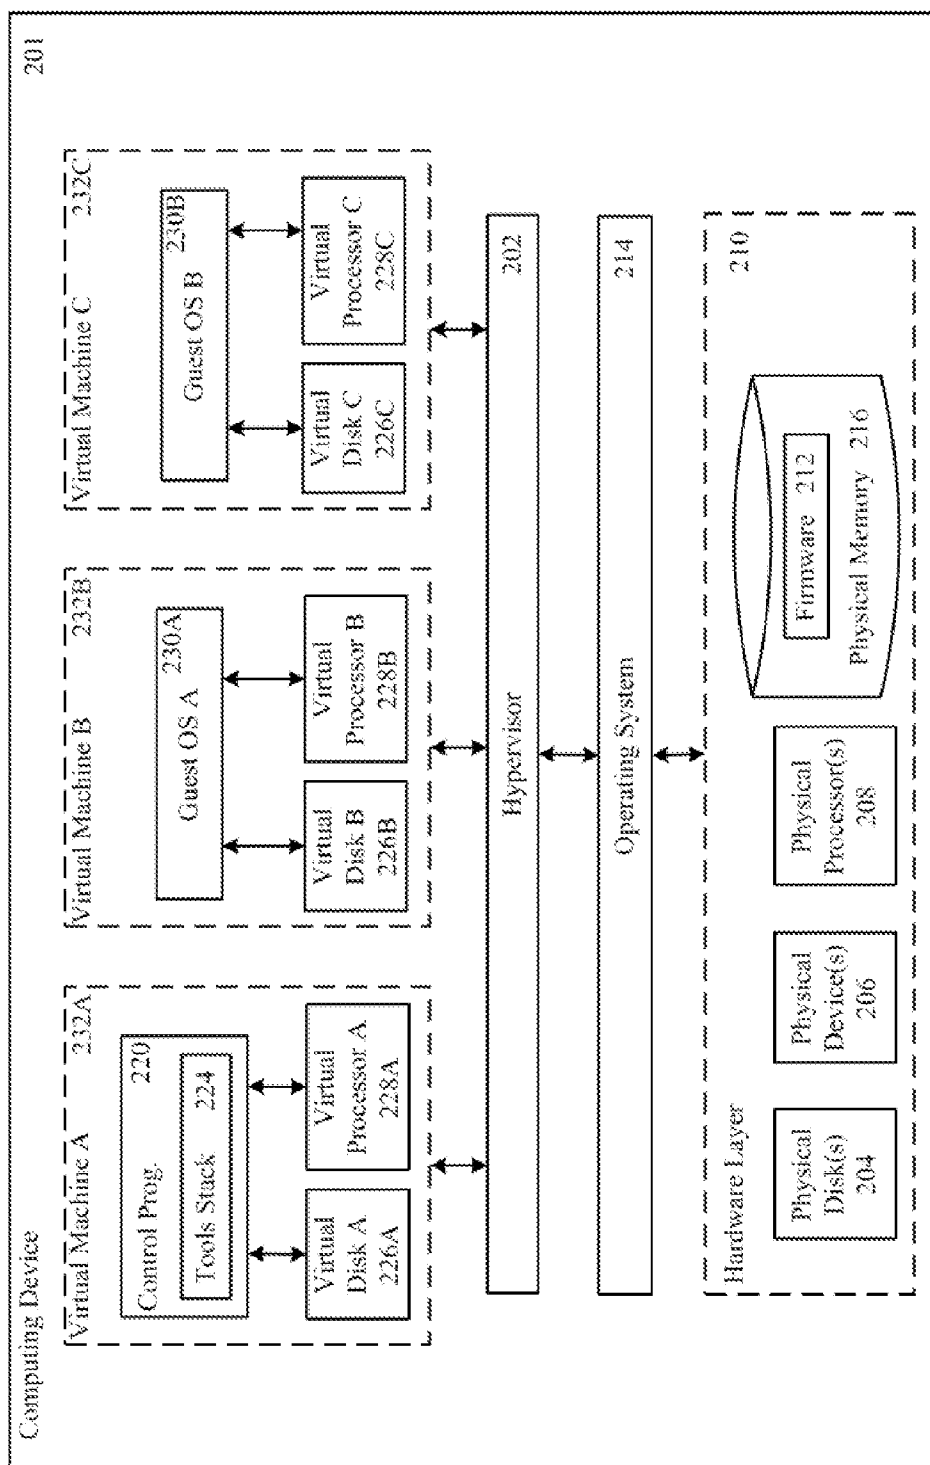 Computing Device
201
Virtual Machine A
232A
Control Prog.
220
Tools Stack
224
Virtual
Disk A
226A
Virtual
Processor A
228A
Virtual Machine B
232B
Guest OS A
230A
Virtual
Disk B
226B
Virtual
Processor B
228B
Virtual Machine C
232C
Guest OS B
230B
Virtual
Disk C
226C
Virtual
Processor C
228C
Hypervisor
202
Operating System
214
Hardware Layer
210
Physical
Disk(s)
204
Physical
Device(s)
206
Physical
Processor(s)
208
Firmware 212
Physical Memory 216